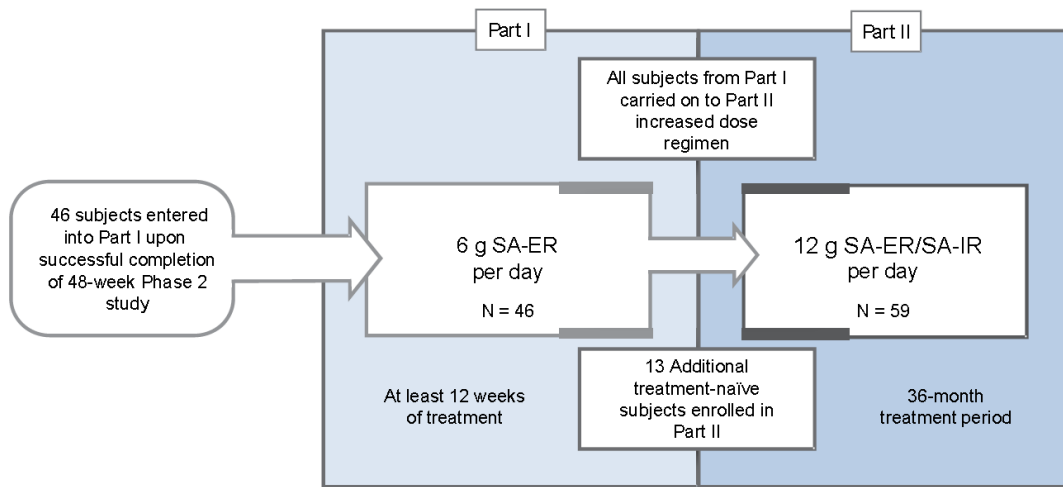 Part I
Part II
All subjects from Part I
carried on to Part II
increased dose
regimen
46 subjects entered
into Part I upon
successful completion
of 48-week Phase 2
study
6 g SA-ER
per day
N = 46
12 g SA-ER/SA-IR
per day
N = 59
At least 12 weeks
of treatment
13 Additional
treatment-naïve
subjects enrolled in
Part II
36-month
treatment period